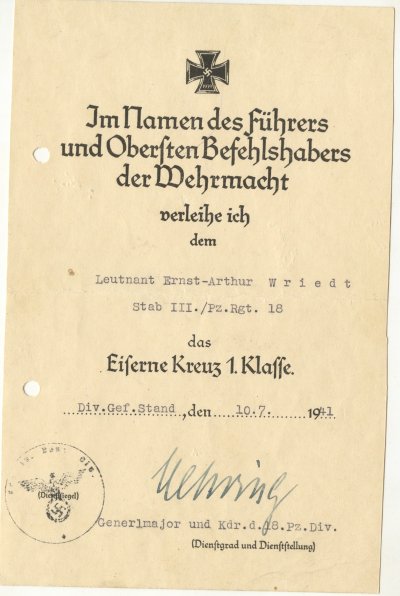 Im Namen des Führers
und Obersten Befehlshabers
der Wehrmacht
verleihe ich
dem
Leutnant Ernst-Arthur W r i e d t
Stab III./Pz.Rgt. 18
das
Eiserne Kreuz 1. Klasse.
Div.Gef.Stand, den 10.7. 1941
(Dienstsiegel)
Generlmajor und Kdr.d.18.Pz.Div.
(Dienstgrad und Dienststellung)